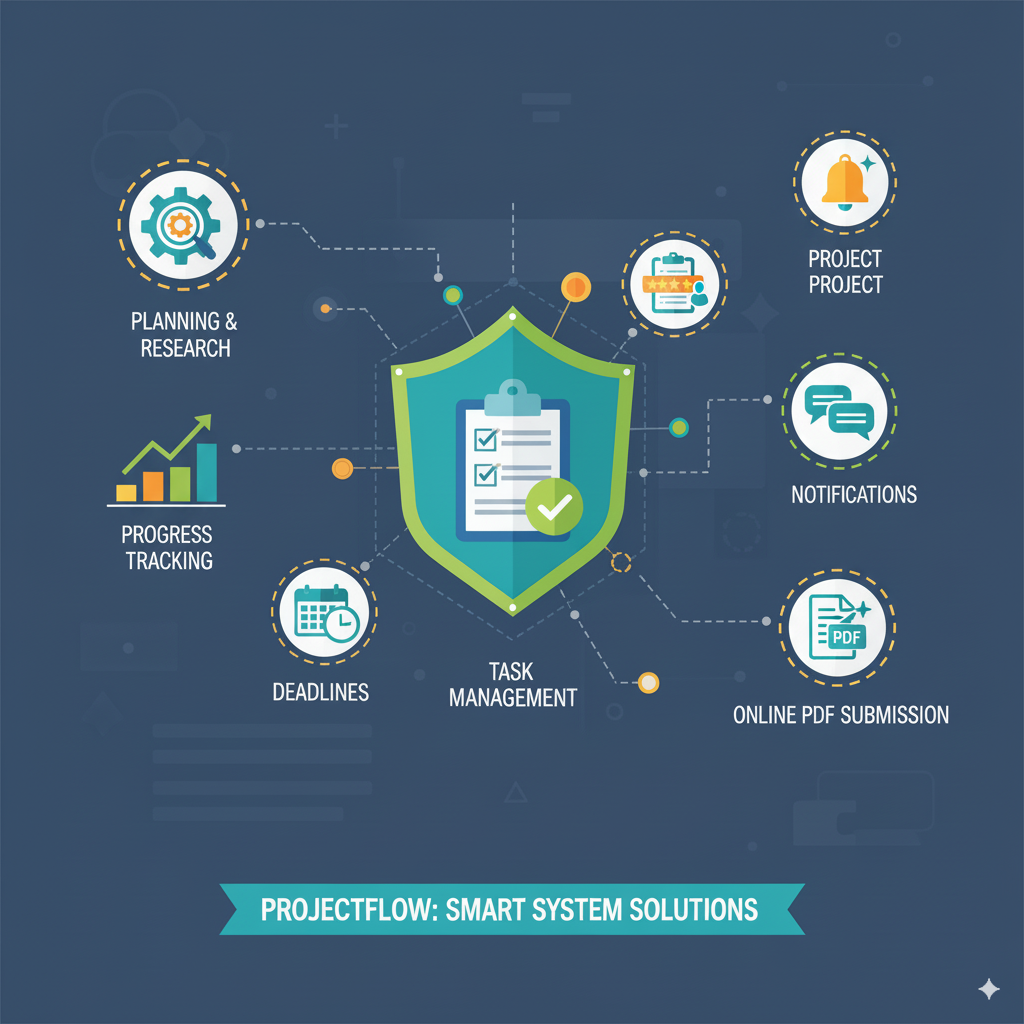 PLANNING &
RESEARCH
PROJECT
PROJECT
PROGRESS
TRACKING
NOTIFICATIONS
DEADLINES
TASK
MANAGEMENT
PDF
ONLINE PDF SUBMISSION
PROJECTFLOW: SMART SYSTEM SOLUTIONS